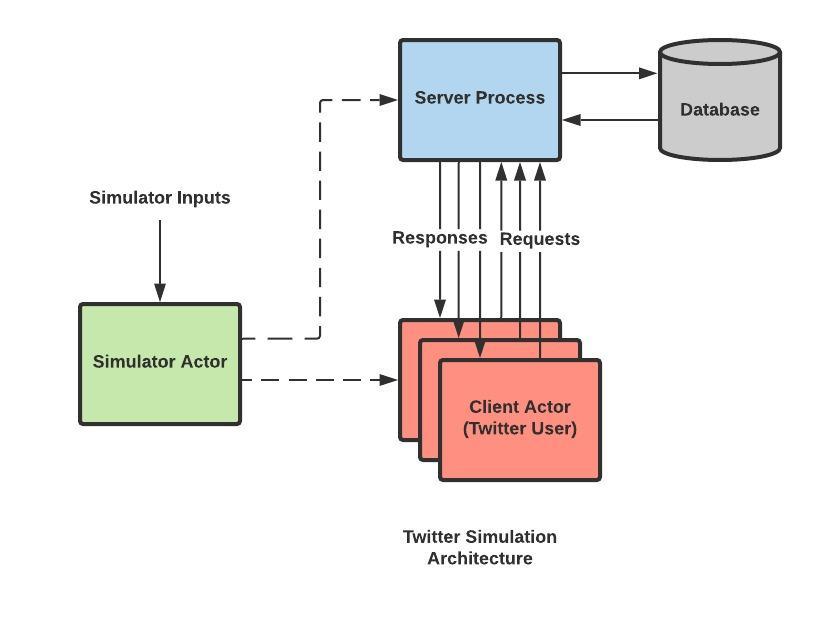 Server Process
Database
Simulator Inputs
Responses
Requests
Simulator Actor
Client Actor
(Twitter User)
Twitter Simulation
Architecture